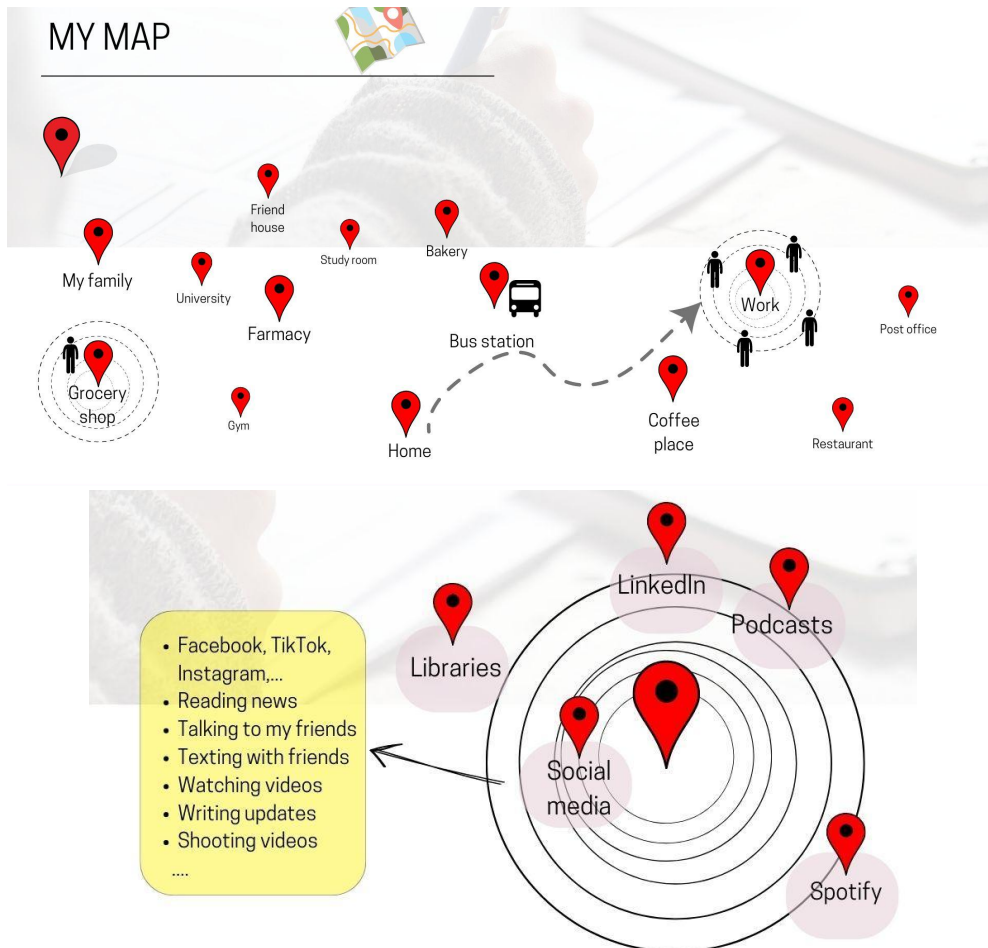 MY MAP
Friend
house
Bakery
Study room
My family
University
Farmacy
Bus station
Work
Post office
Grocery
shop
Gym
Home
Coffee
place
Restaurant
LinkedIn
Podcasts
Libraries
• Facebook, TikTok,
Instagram,...
• Reading news
• Talking to my friends
• Texting with friends
• Watching videos
• Writing updates
• Shooting videos
....
Social
media
Spotify